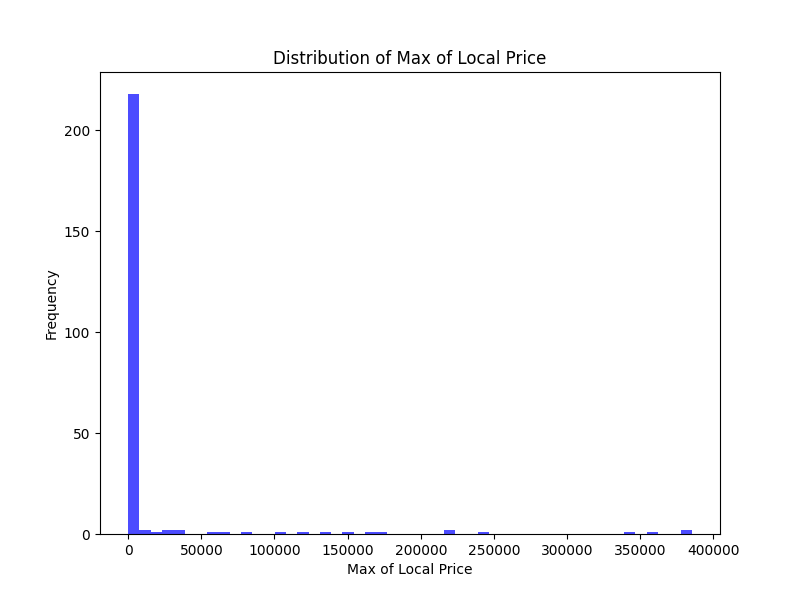 Distribution of Max of Local Price
200
150
100
50
0
Frequency
0 50000 100000 150000 200000 250000 300000 350000 400000
Max of Local Price